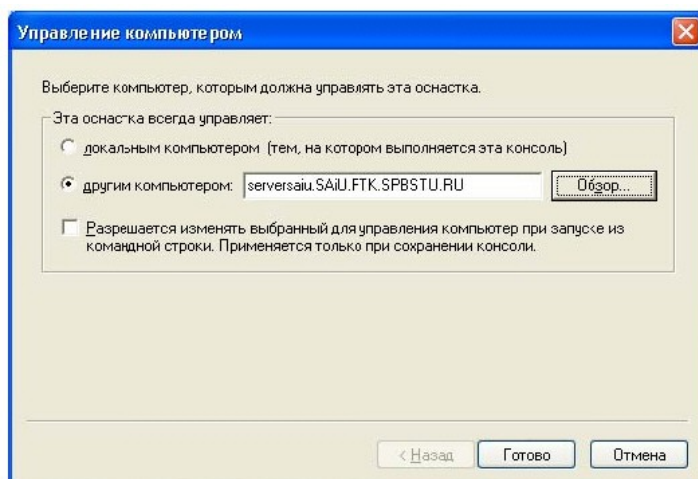 Управление компьютером
Выберите компьютер, которым должна управлять эта оснастка.
Эта оснастка всегда управляет:
локальным компьютером (тем, на котором выполняется эта консоль)
другим компьютером: serversaiu.SAiU.FTK.SPBSTU.RU Обзор...
Разрешается изменять выбранный для управления компьютер при запуске из
командной строки. Применяется только при сохранении консоли.
< Назад Готово Отмена